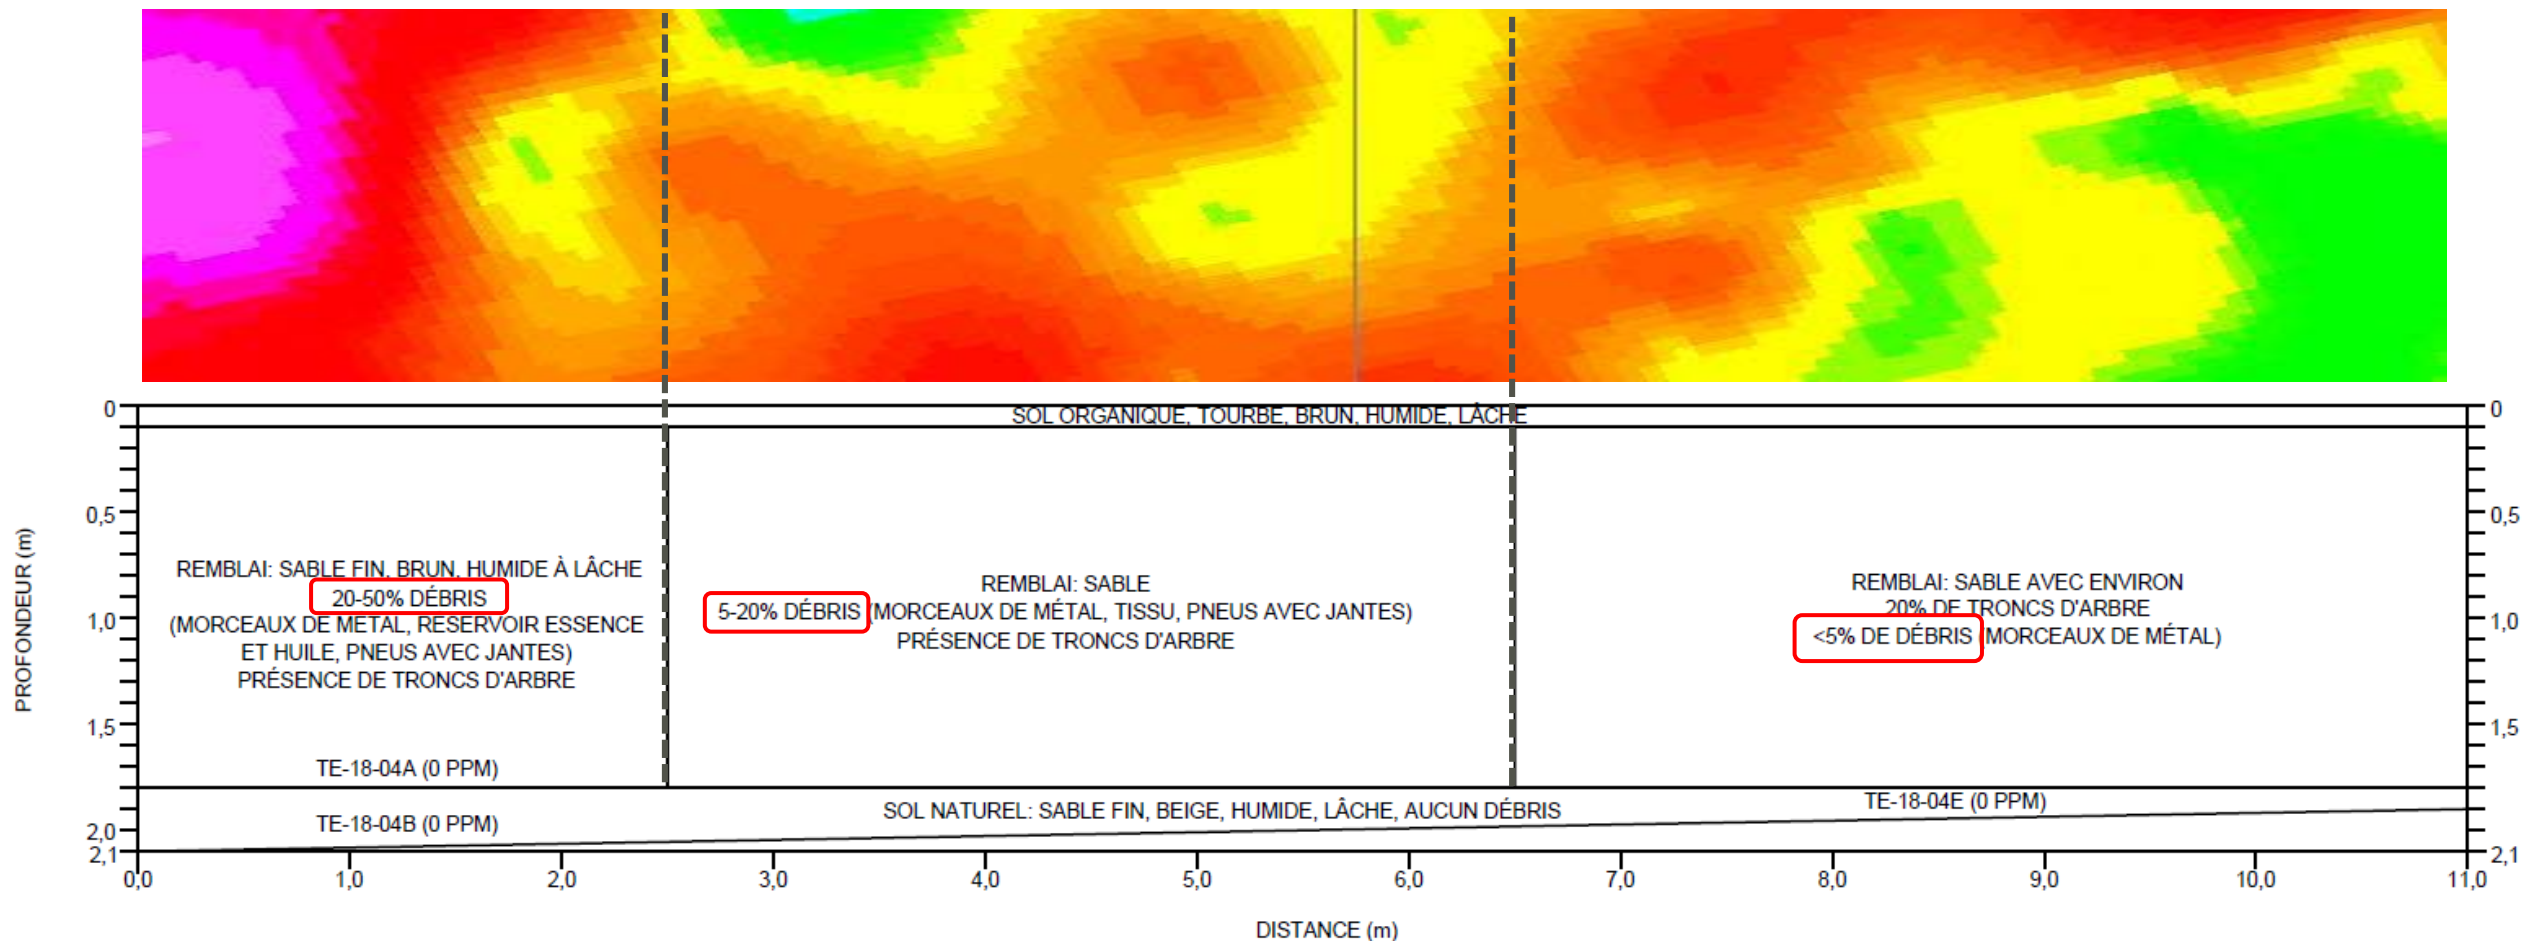 0
0
SOL ORGANIQUE, TOURBE, BRUN, HUMIDE, LÂCHE
0,5
0,5
PROFONDEUR (m)
REMBLAI: SABLE FIN, BRUN, HUMIDE À LÂCHE
20-50% DÉBRIS
(MORCEAUX DE METAL, RESERVOIR ESSENCE
ET HUILE, PNEUS AVEC JANTES)
PRÉSENCE DE TRONCS D'ARBRE
REMBLAI: SABLE
5-20% DÉBRIS (MORCEAUX DE MÉTAL, TISSU, PNEUS AVEC JANTES)
PRÉSENCE DE TRONCS D'ARBRE
REMBLAI: SABLE AVEC ENVIRON
20% DE TRONCS D'ARBRE
<5% DE DÉBRIS (MORCEAUX DE MÉTAL)
1,0
1,0
1,5
1,5
TE-18-04A (0 PPM)
SOL NATUREL: SABLE FIN, BEIGE, HUMIDE, LÂCHE, AUCUN DÉBRIS
TE-18-04E (0 PPM)
TE-18-04B (0 PPM)
2,0
2,1
2,1
0,0 1,0 2,0 3,0 4,0 5,0 6,0 7,0 8,0 9,0 10,0 11,0
DISTANCE (m)